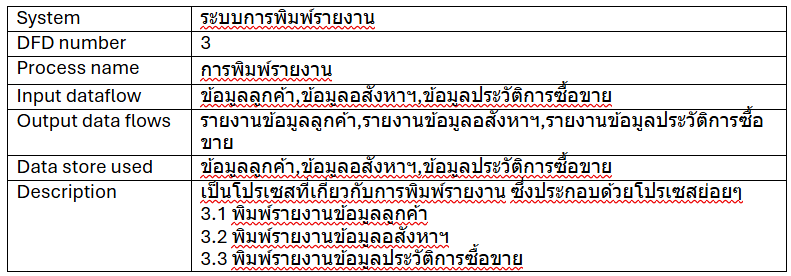 System ระบบการพิมพ์รายงาน
DFD number 3
Process name การพิมพ์รายงาน
Input dataflow ข้อมูลลูกค้า,ข้อมูลอสังหาฯ,ข้อมูลประวัติการซื้อขาย
Output data flows รายงานข้อมูลลูกค้า,รายงานข้อมูลอสังหาฯ,รายงานข้อมูลประวัติการซื้อ
ขาย
Data store used ข้อมูลลูกค้า,ข้อมูลอสังหาฯ,ข้อมูลประวัติการซื้อขาย
Description เป็นโปรเซสที่เกี่ยวกับการพิมพ์รายงาน ซึ่งประกอบด้วยโปรเซสย่อยๆ
3.1 พิมพ์รายงานข้อมูลลูกค้า
3.2 พิมพ์รายงานข้อมูลอสังหาฯ
3.3 พิมพ์รายงานข้อมูลประวัติการซื้อขาย